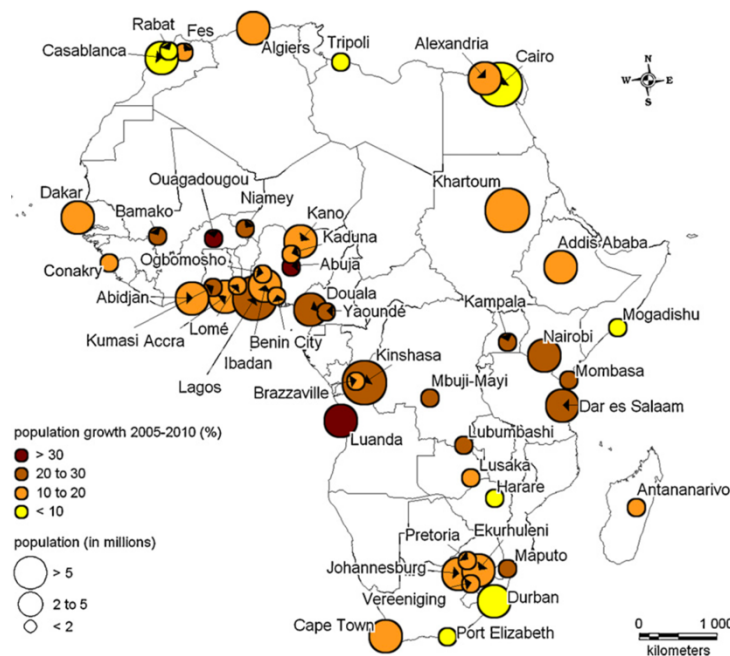 Rabat
Fes
Casablanca
Algiers
Tripoli
Alexandria
Cairo
N
W E
S
Dakar
Ouagadougou
Bamako
Niamey
Kano
Kaduna
Khartoum
Conakry
Ogbomosho
Abuja
Addis Ababa
Abidjan
Douala
Yaoundé
Kampala
Mogadishu
Kumasi Accra
Lomé
Benin City
Ibadan
Lagos
Nairobi
Kinshasa
Brazzaville
Mbuji-Mayi
Mombasa
Dar es Salaam
Luanda
Lubumbashi
Lusaka
Harare
Antananarivo
Pretoria
Ekurhuleni
Johannesburg
Maputo
Vereeniging
Durban
Cape Town
Port Elizabeth
population growth 2005-2010 (%)
> 30
20 to 30
10 to 20
< 10
population (in millions)
> 5
2 to 5
< 2
0 1 000
kilometers